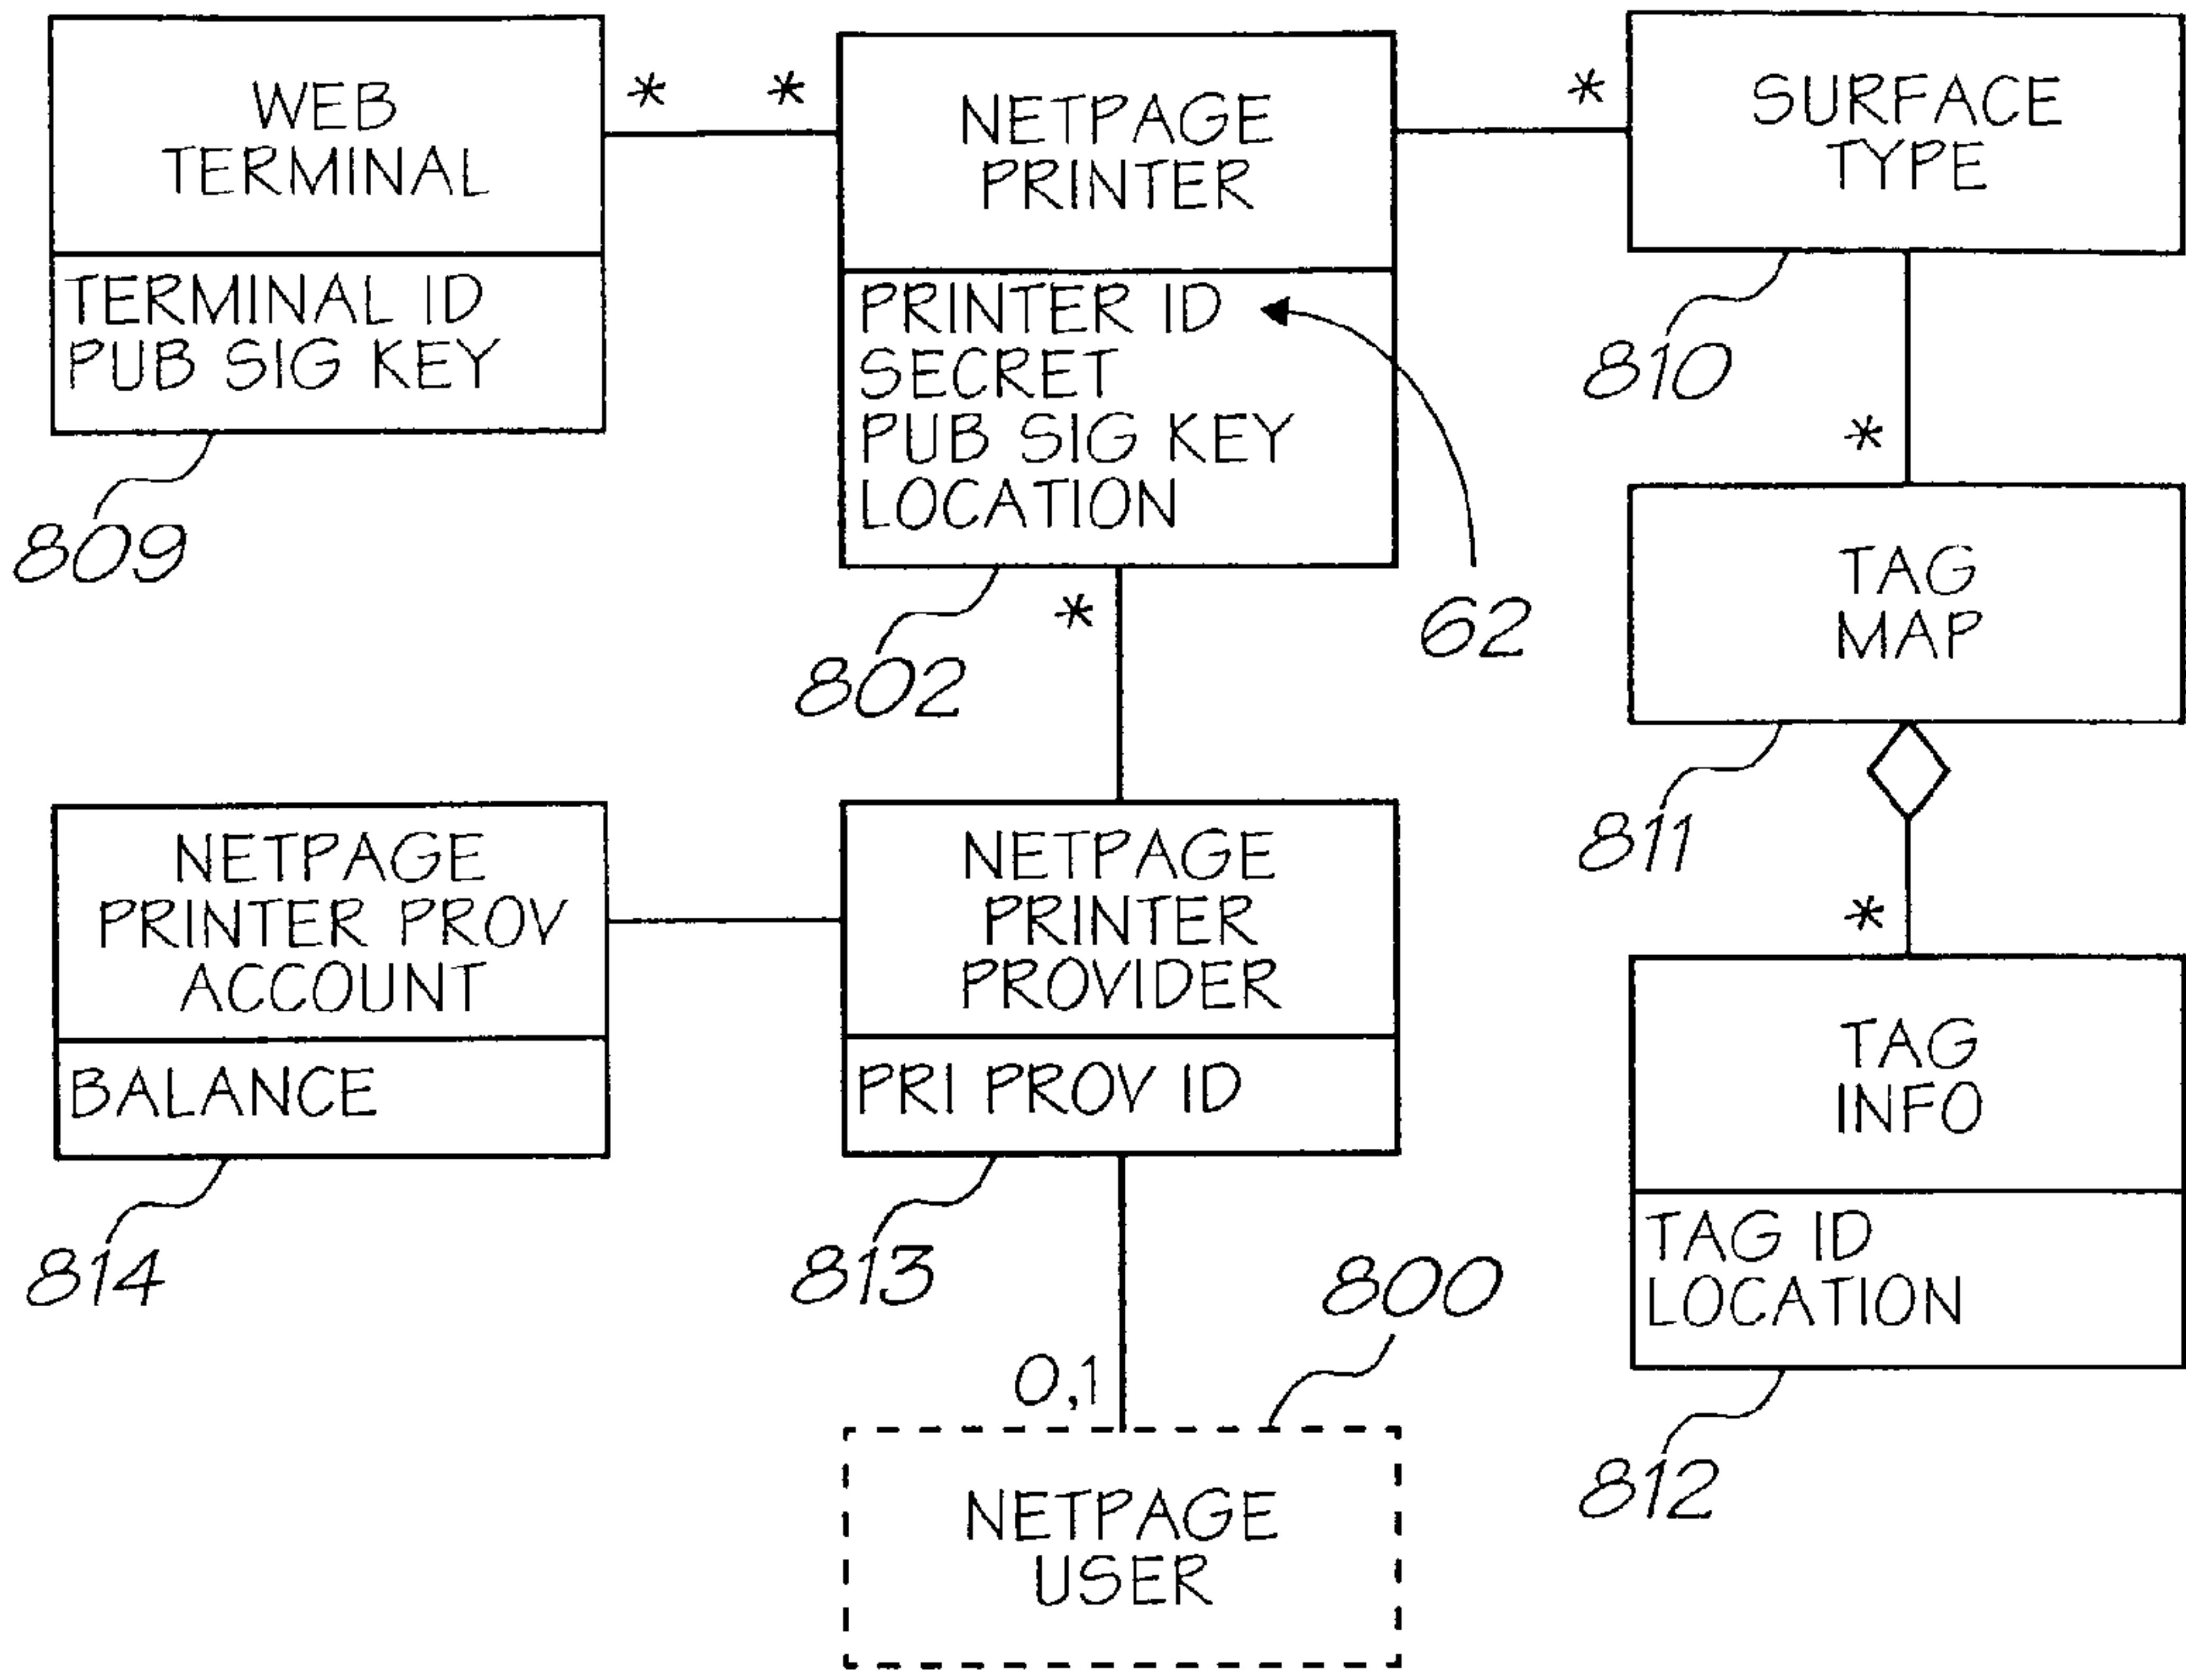 WEB
TERMINAL
TERMINAL ID
PUB SIG KEY
809
*
*
NETPAGE
PRINTER
PRINTER ID
SECRET
PUB SIG KEY
LOCATION
62
802
*
*
SURFACE
TYPE
810
*
TAG
MAP
811
*
TAG
INFO
TAG ID
LOCATION
812
NETPAGE
PRINTER PROV
ACCOUNT
BALANCE
814
NETPAGE
PRINTER
PROVIDER
PRI PROV ID
813
0,1
800
NETPAGE
USER